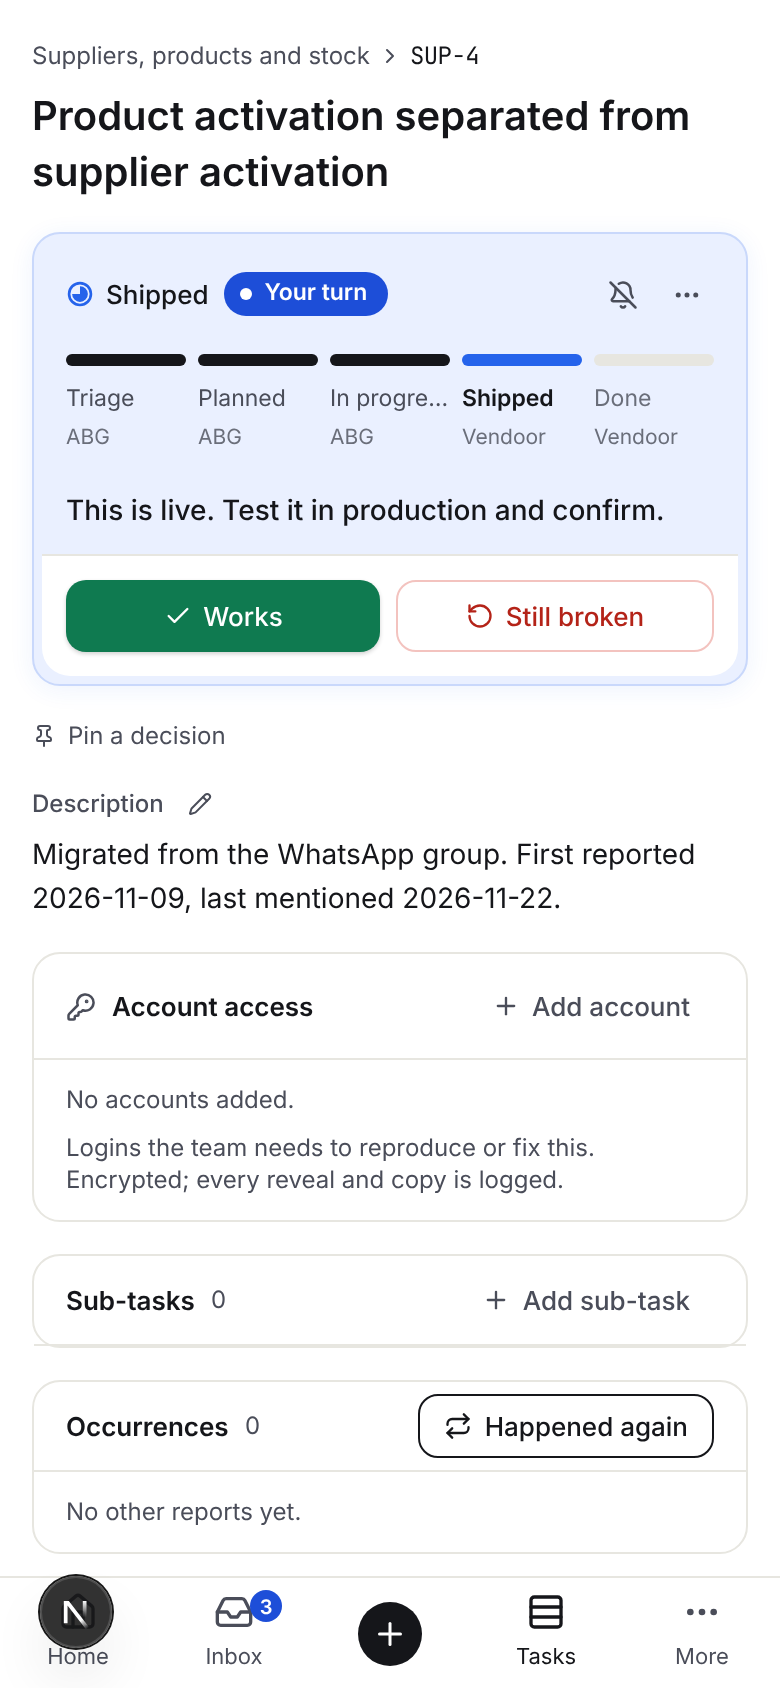 Suppliers, products and stock > SUP-4
Product activation separated from
supplier activation
Shipped Your turn
Triage Planned In progre... Shipped Done
ABG ABG ABG Vendoor Vendoor
This is live. Test it in production and confirm.
Works Still broken
Pin a decision
Description
Migrated from the WhatsApp group. First reported
2026-11-09, last mentioned 2026-11-22.
Account access + Add account
No accounts added.
Logins the team needs to reproduce or fix this.
Encrypted; every reveal and copy is logged.
Sub-tasks 0 + Add sub-task
Occurrences 0 Happened again
No other reports yet.
N 3
Home Inbox Tasks More